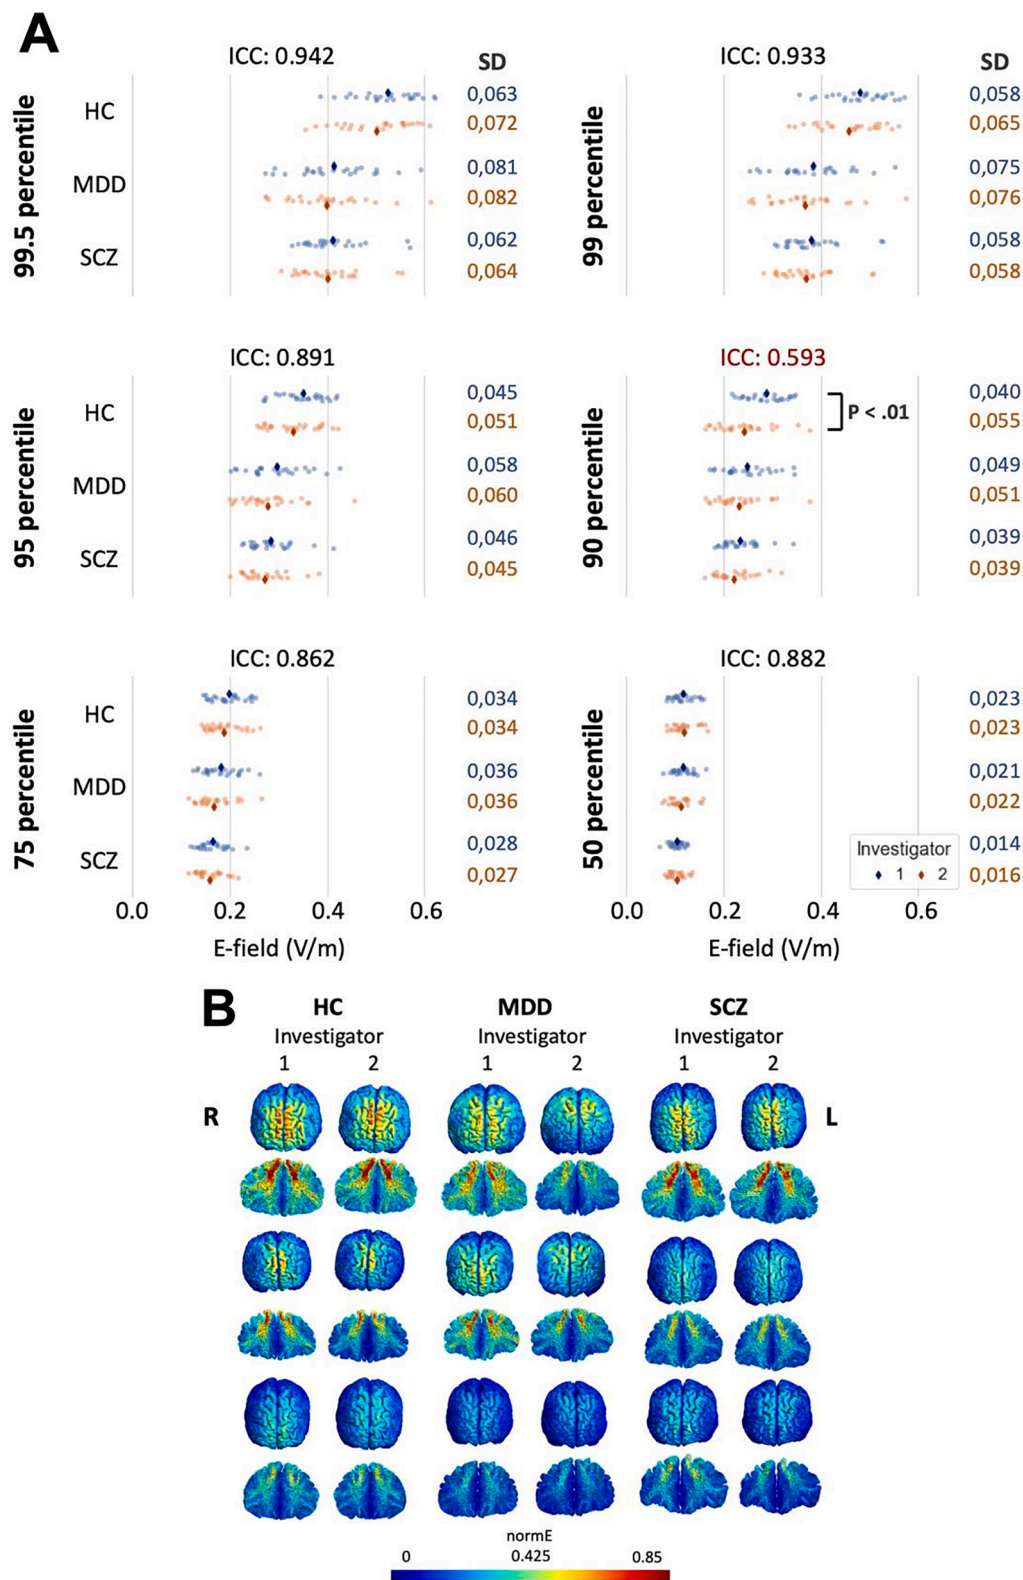 A
ICC: 0.942
SD
99.5 percentile
HC
0,063
0,072
MDD
0,081
0,082
SCZ
0,062
0,064
ICC: 0.933
SD
99 percentile
0,058
0,065
0,075
0,076
0,058
0,058
ICC: 0.891
95 percentile
HC
0,045
0,051
MDD
0,058
0,060
SCZ
0,046
0,045
ICC: 0.593
90 percentile
P < .01
0,040
0,055
0,049
0,051
0,039
0,039
ICC: 0.862
75 percentile
HC
0,034
0,034
MDD
0,036
0,036
SCZ
0,028
0,027
0.0 0.2 0.4 0.6
E-field (V/m)
ICC: 0.882
50 percentile
0,023
0,023
0,021
0,022
0,014
0,016
Investigator
1 2
0.0 0.2 0.4 0.6
E-field (V/m)
B
HC MDD SCZ
Investigator Investigator Investigator
1 2 1 2 1 2
R L
normE
0 0.425 0.85